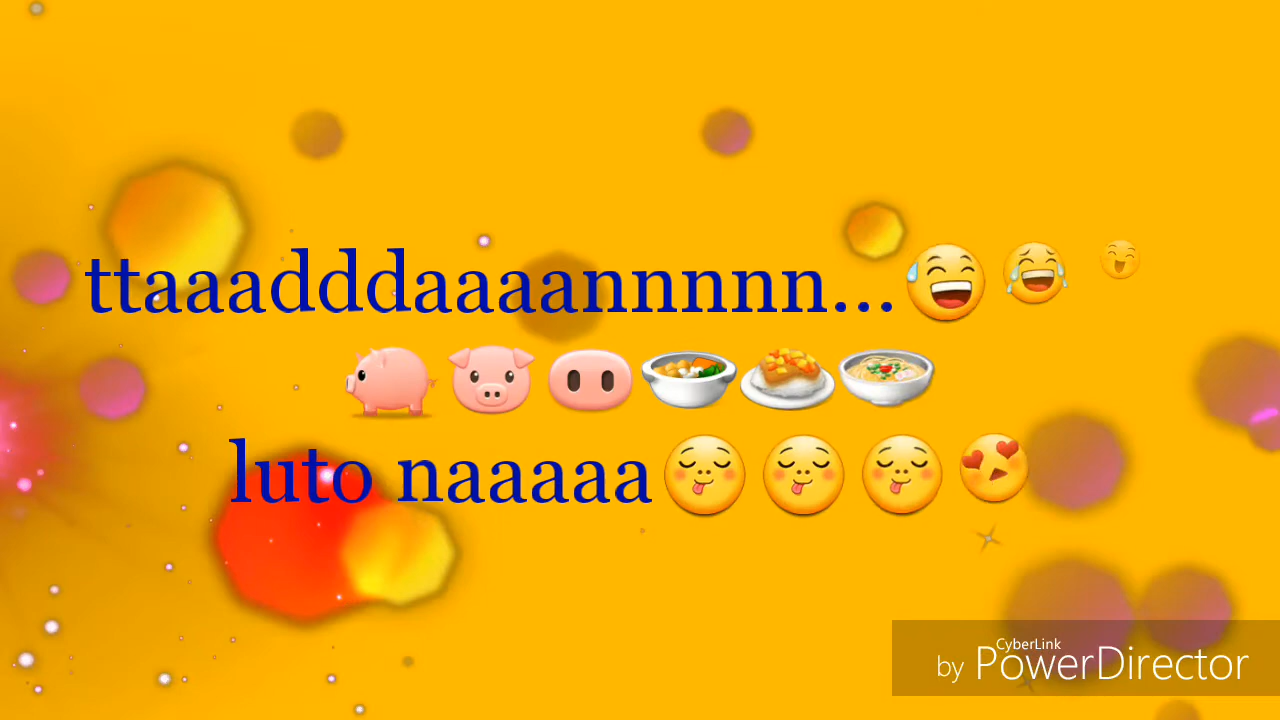 ttaaadddaaaannnnn...😅 😂 😄
🐖 🐷 🐽 🍲 🍛 🍜
luto naaaaa😋 😋 😋 😍
by CyberLink PowerDirector